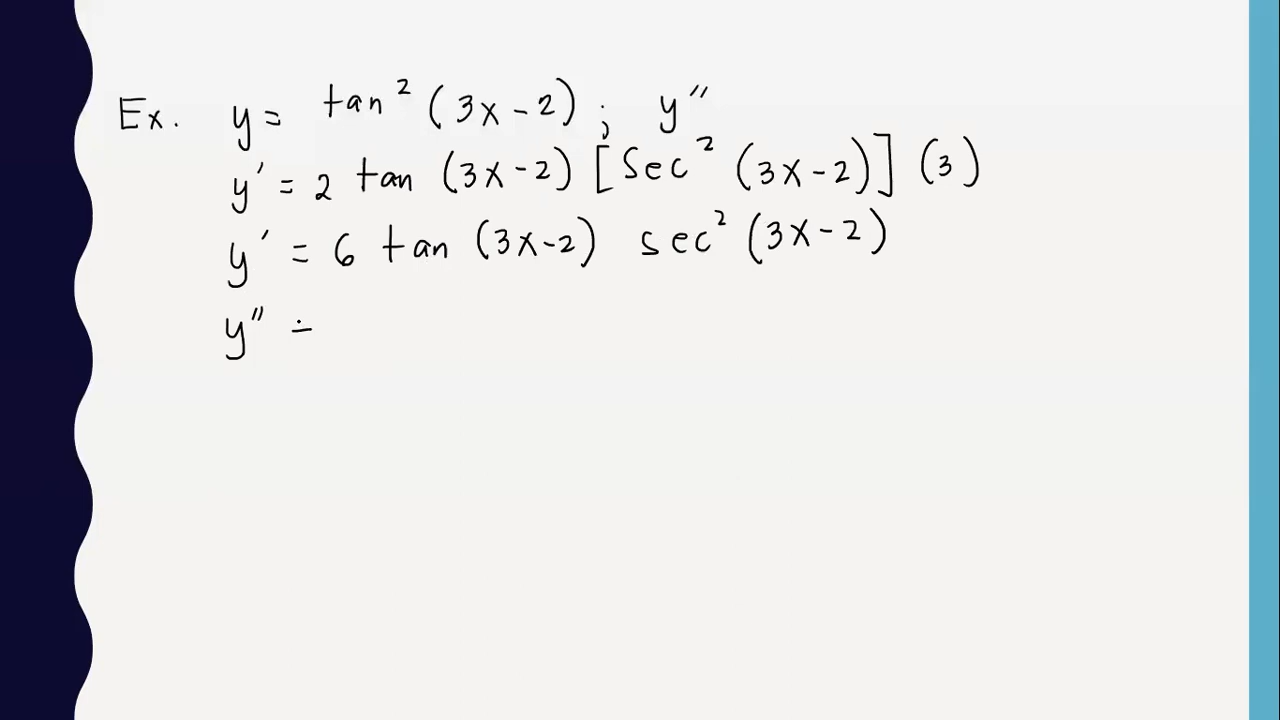 Ex. y = tan² (3x-2) ; y"
y' = 2 tan (3x-2) [Sec² (3x-2)] (3)
y' = 6 tan (3x-2) sec² (3x-2)
y" =